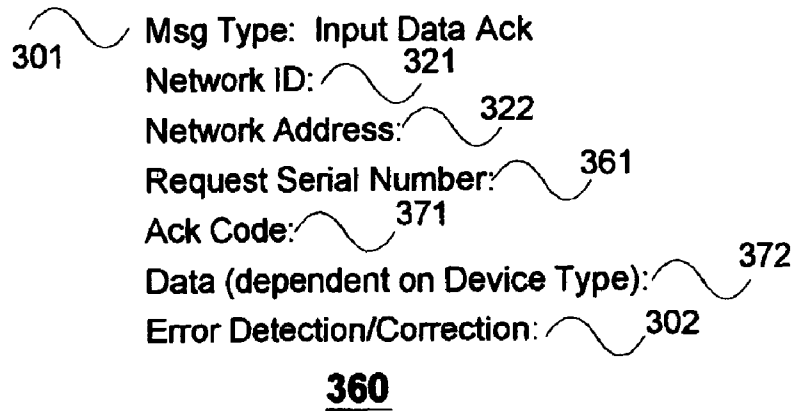 301 Msg Type: Input Data Ack
Network ID: 321
Network Address: 322
Request Serial Number: 361
Ack Code: 371
Data (dependent on Device Type): 372
Error Detection/Correction: 302
360